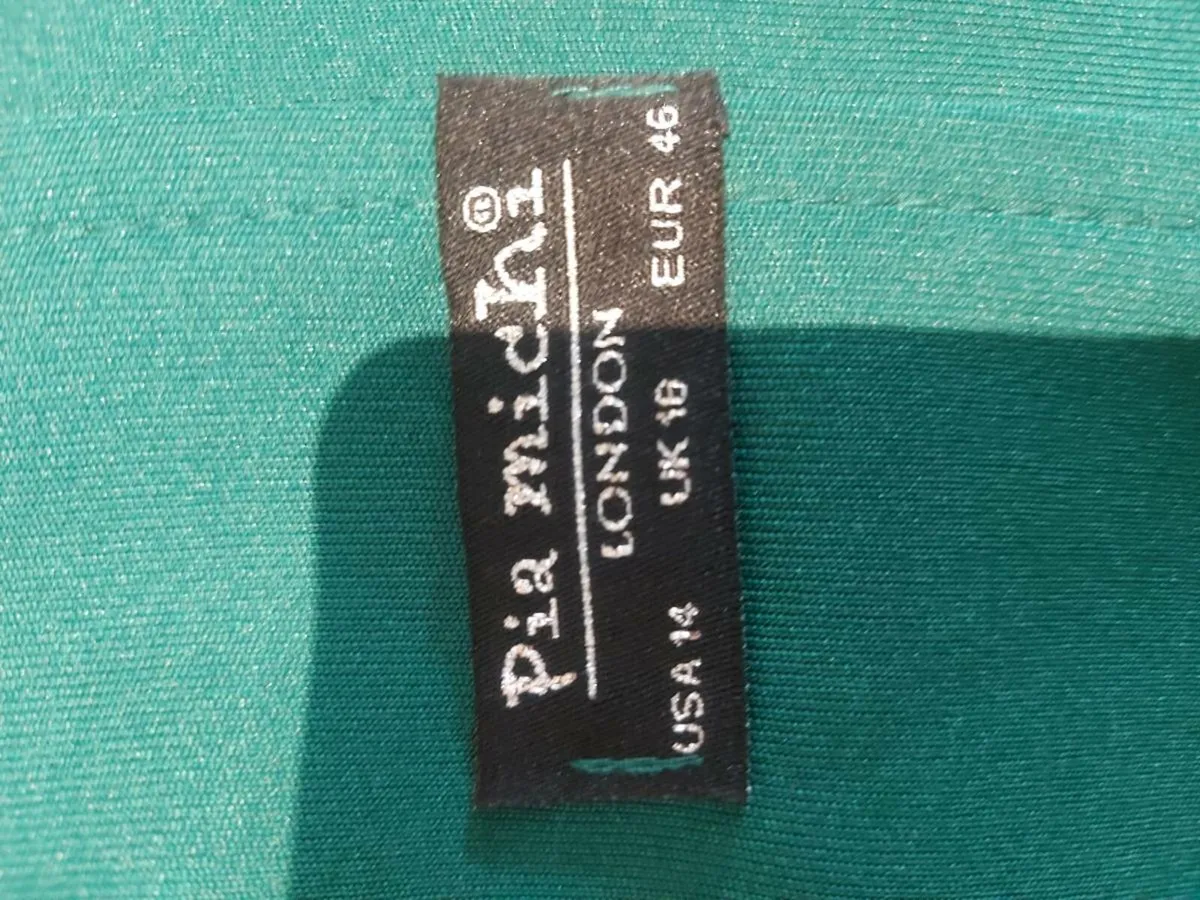 Pia michi®
LONDON
USA 14 UK 18 EUR 46